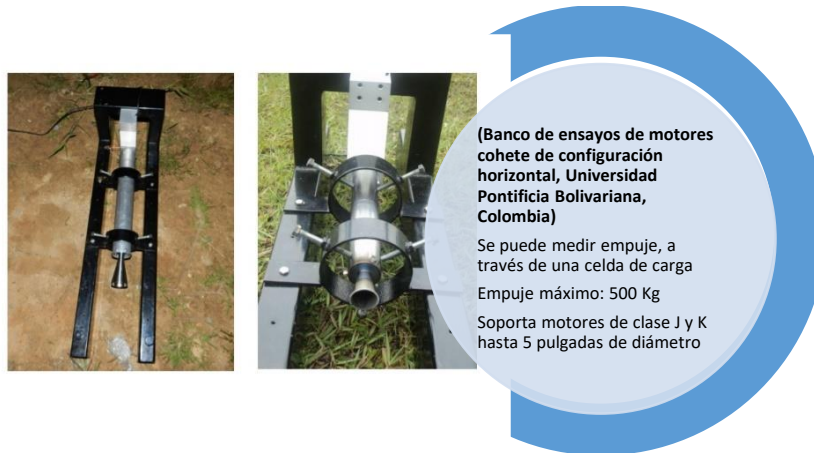 (Banco de ensayos de motores
cohete de configuración
horizontal, Universidad
Pontificia Bolivariana,
Colombia)
Se puede medir empuje, a
través de una celda de carga
Empuje máximo: 500 Kg
Soporta motores de clase J y K
hasta 5 pulgadas de diámetro